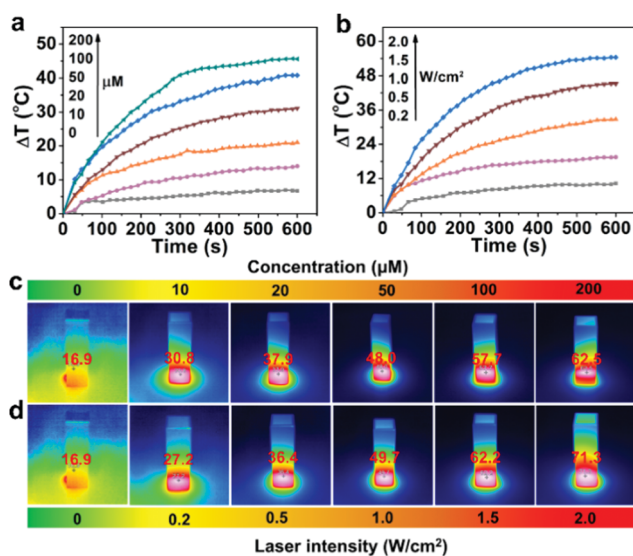 a
200
100
50
20
10
0
μM
ΔT (°C)
50
40
30
20
10
0
0 100 200 300 400 500 600
Time (s)
b
2.0
1.5
1.0
0.5
0.2
W/cm²
ΔT (°C)
60
48
36
24
12
0
0 100 200 300 400 500 600
Time (s)
Concentration (μM)
c
0 10 20 50 100 200
16.9 30.8 37.9 48.0 57.7 62.5
d
16.9 27.2 36.4 49.7 62.2 71.3
0 0.2 0.5 1.0 1.5 2.0
Laser intensity (W/cm²)